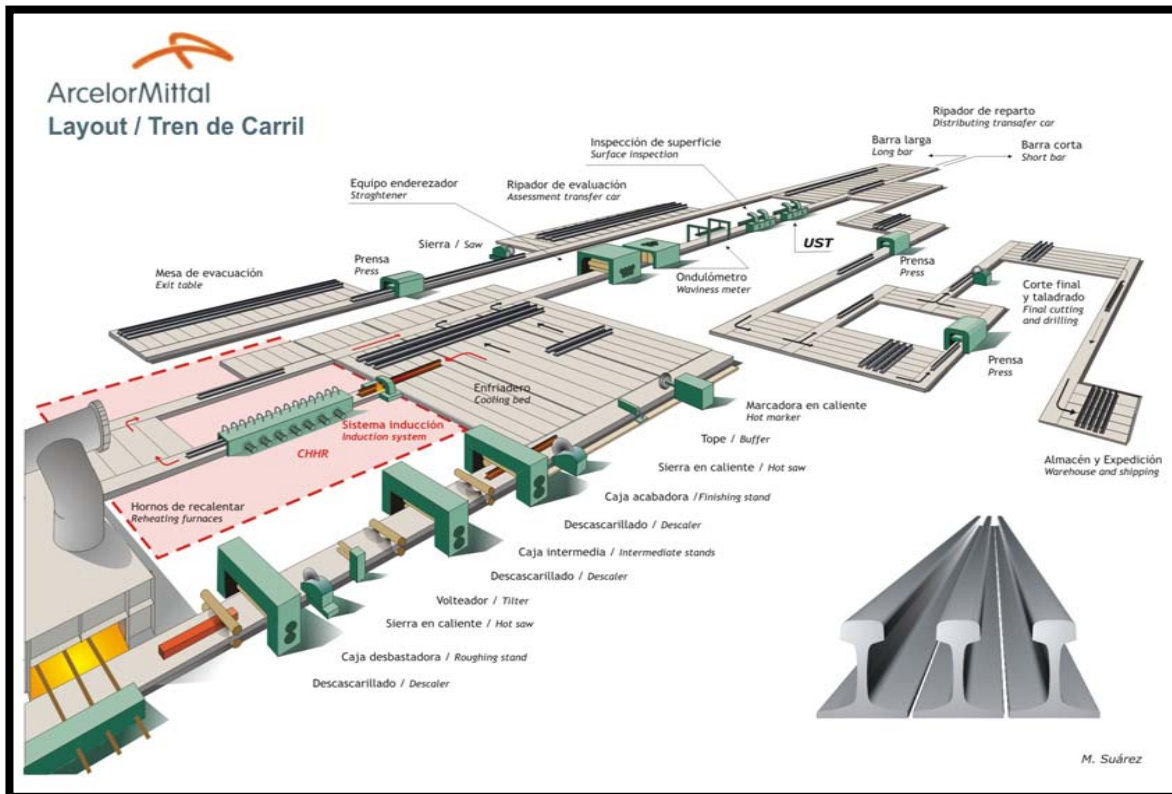 ArcelorMittal
Layout / Tren de Carril
Ripador de reparto
Distributing transafer car
Barra larga
Long bar
Barra corta
Short bar
Inspección de superficie
Surface inspection
Equipo enderezador
Straghtener
Ripador de evaluación
Assessment transfer car
Sierra / Saw
UST
Prensa
Press
Mesa de evacuación
Exit table
Ondulómetro
Waviness meter
Prensa
Press
Corte final
y taladrado
Final cutting
and drilling
Prensa
Press
Enfriadero
Cooling bed
Marcadora en caliente
Hot marker
Sistema inducción
Induction system
CHHR
Tope / Buffer
Almacén y Expedición
Warehouse and shipping
Sierra en caliente / Hot saw
Hornos de recalentar
Reheating furnaces
Caja acabadora /Finishing stand
Descascarillado / Descaler
Caja intermedia / Intermediate stands
Descascarillado / Descaler
Volteador / Tilter
Sierra en caliente / Hot saw
Caja desbastadora / Roughing stand
Descascarillado / Descaler
M. Suárez